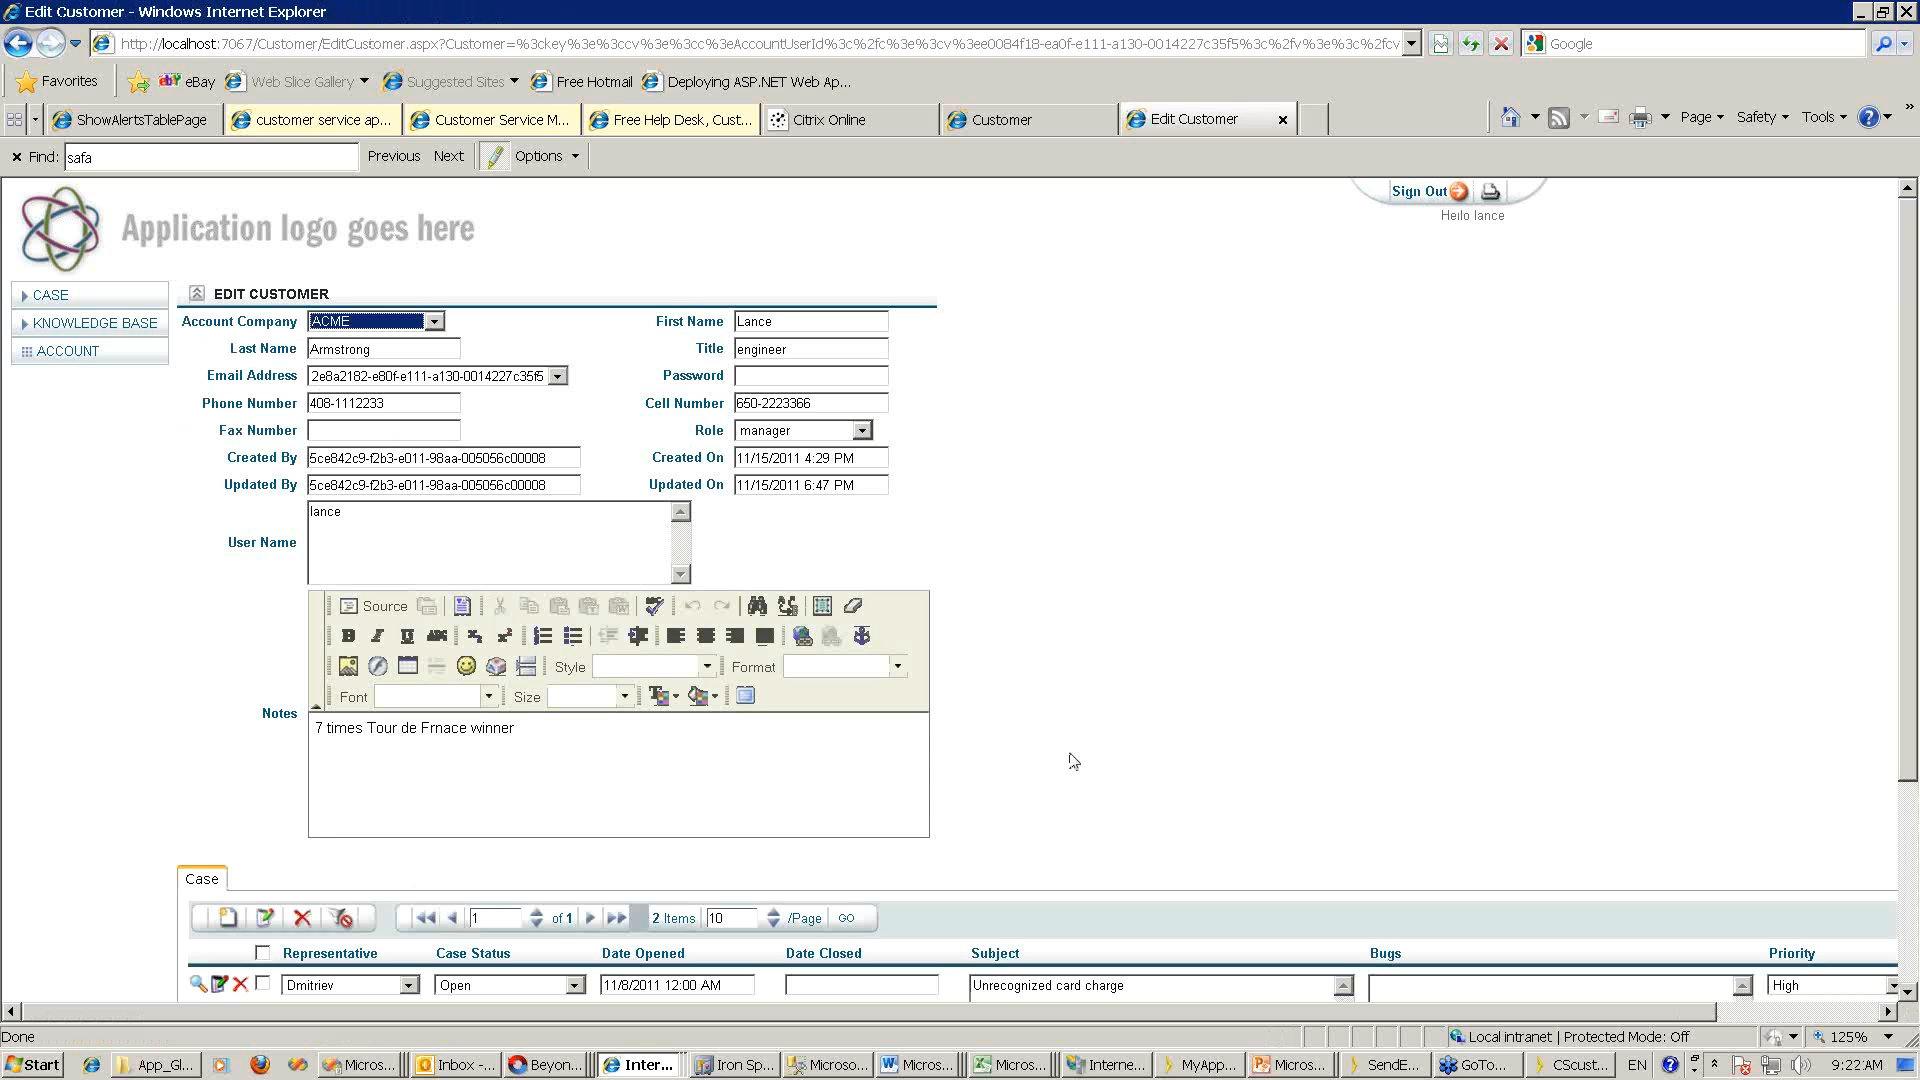 Edit Customer - Windows Internet Explorer
http://localhost:7067/Customer/EditCustomer.aspx?Customer=%3ckey%3e%3ccv%3e%3cc%3eAccountUserId%3c%2fc%3e%3cv%3ee0084f18-ea0f-e111-a130-0014227c35f5%3c%2fv%3e%3c%2fcv
Google
Favorites
eBay
Web Slice Gallery
Suggested Sites
Free Hotmail
Deploying ASP.NET Web Ap...
ShowAlertsTablePage
customer service ap...
Customer Service M...
Free Help Desk, Cust...
Citrix Online
Customer
Edit Customer
Page
Safety
Tools
Find: safa
Previous
Next
Options
Application logo goes here
Sign Out
Hello lance
CASE
KNOWLEDGE BASE
ACCOUNT
EDIT CUSTOMER
Account Company ACME
First Name Lance
Last Name Armstrong
Title engineer
Email Address 2e8a2182-e80f-e111-a130-0014227c35f5
Password
Phone Number 408-1112233
Cell Number 650-2223366
Fax Number
Role manager
Created By 5ce842c9-f2b3-e011-98aa-005056c00008
Created On 11/15/2011 4:29 PM
Updated By 5ce842c9-f2b3-e011-98aa-005056c00008
Updated On 11/15/2011 6:47 PM
User Name lance
Source
Style
Format
Font
Size
Notes
7 times Tour de Frnace winner
Case
1 of 1
2 Items
10 /Page
GO
Representative
Case Status
Date Opened
Date Closed
Subject
Bugs
Priority
Dmitriev
Open
11/8/2011 12:00 AM
Unrecognized card charge
High
Done
Local intranet | Protected Mode: Off
125%
Start
App_Gl...
Micros...
Inbox -...
Beyon...
Inter...
Iron Sp...
Microso...
Micros...
Micros...
Interne...
MyApp...
Micros...
SendE...
GoTo...
CScust...
EN
9:22 AM